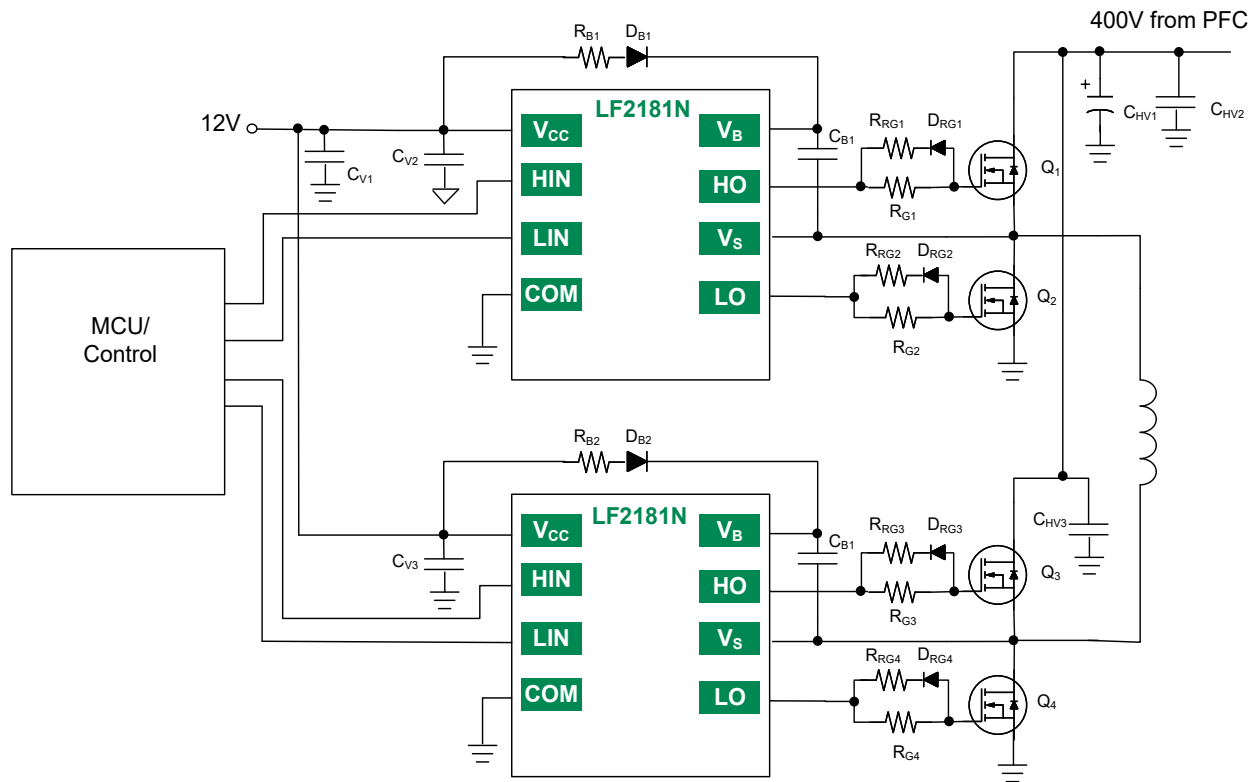 400V from PFC
RB1 DB1
LF2181N
12V
VCC
VB
CV1
CV2
CB1
RRG1 DRG1
CHV1
CHV2
HIN
HO
RG1
Q1
LIN
VS
RRG2 DRG2
COM
LO
RG2
Q2
MCU/
Control
RB2 DB2
LF2181N
VCC
VB
CV3
CB1
RRG3 DRG3
CHV3
HIN
HO
RG3
Q3
LIN
VS
RRG4 DRG4
COM
LO
RG4
Q4